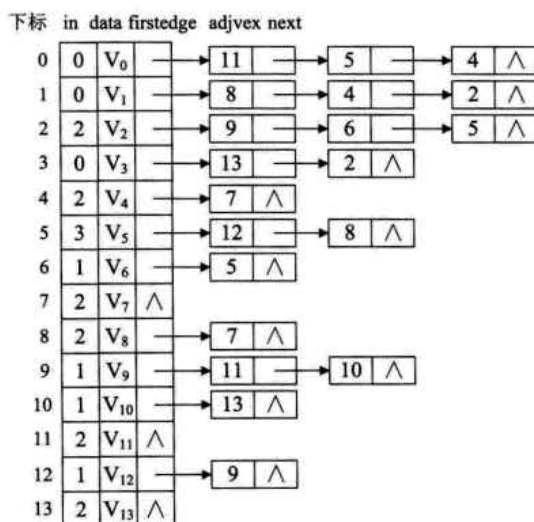 下标 in data firstedge adjvex next
0 0 V₀ 11 5 4 ∧
1 0 V₁ 8 4 2 ∧
2 2 V₂ 9 6 5 ∧
3 0 V₃ 13 2 ∧
4 2 V₄ 7 ∧
5 3 V₅ 12 8 ∧
6 1 V₆ 5 ∧
7 2 V₇ ∧
8 2 V₈ 7 ∧
9 1 V₉ 11 10 ∧
10 1 V₁₀ 13 ∧
11 2 V₁₁ ∧
12 1 V₁₂ 9 ∧
13 2 V₁₃ ∧